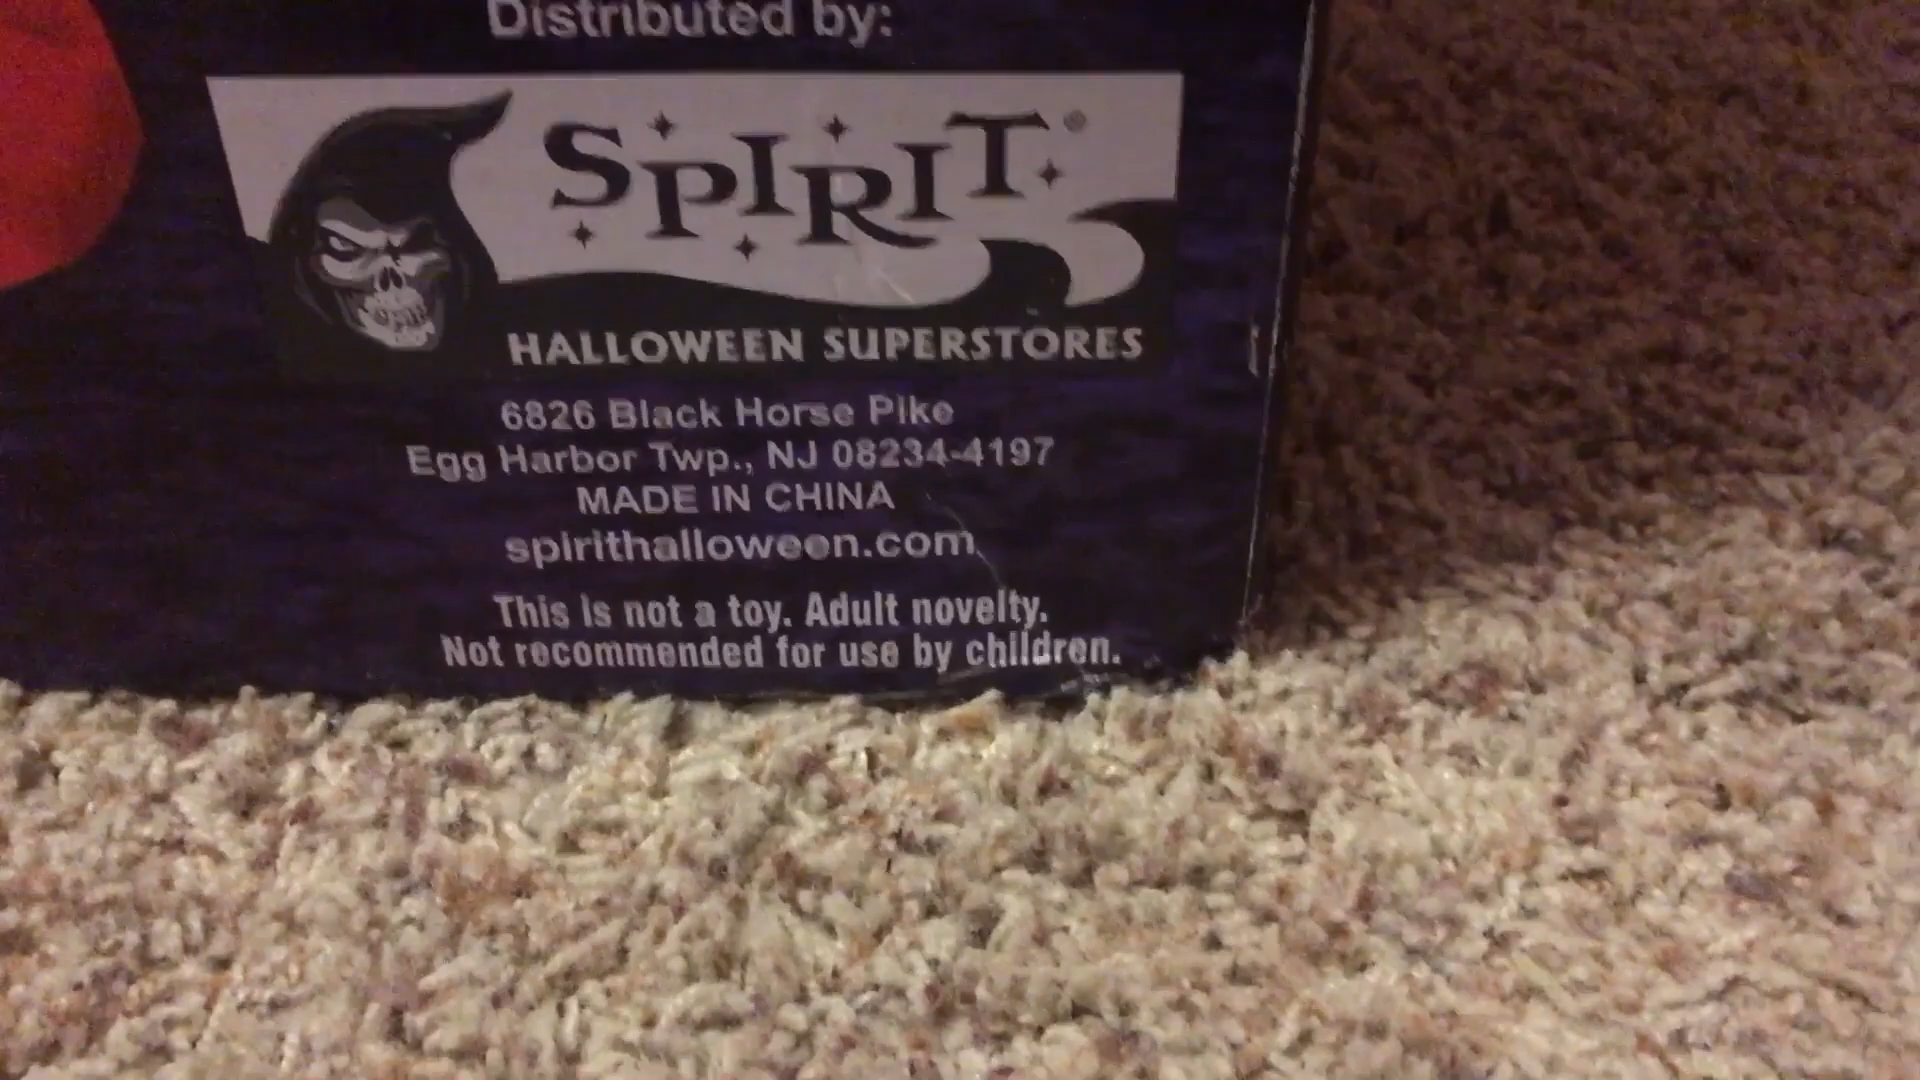 Distributed by:
SPIRIT®
HALLOWEEN SUPERSTORES
6826 Black Horse Pike
Egg Harbor Twp., NJ 08234-4197
MADE IN CHINA
spirithalloween.com
This is not a toy. Adult novelty.
Not recommended for use by children.